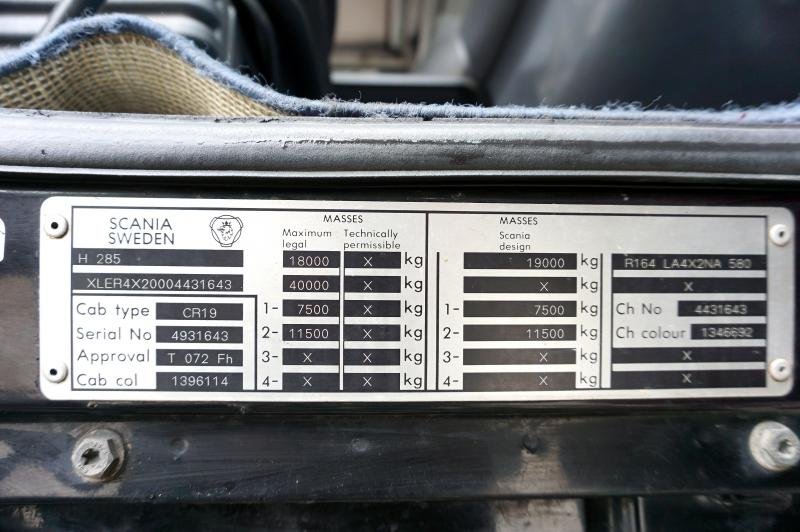 SCANIA
SWEDEN
H 285
XLER4X20004431643
Cab type CR19
Serial No 4931643
Approval T 072 Fh
Cab col 1396114
MASSES
Maximum legal Technically permissible
18000 X kg
40000 X
1- 7500 X kg
2- 11500 X kg
3- X X kg
4- X X kg
MASSES
Scania
design
19000 kg
X
1- 7500 kg
2- 11500 kg
3- X kg
4- X kg
R164 LA4X2NA 580
X
Ch No 4431643
Ch colour 1346692
X
X